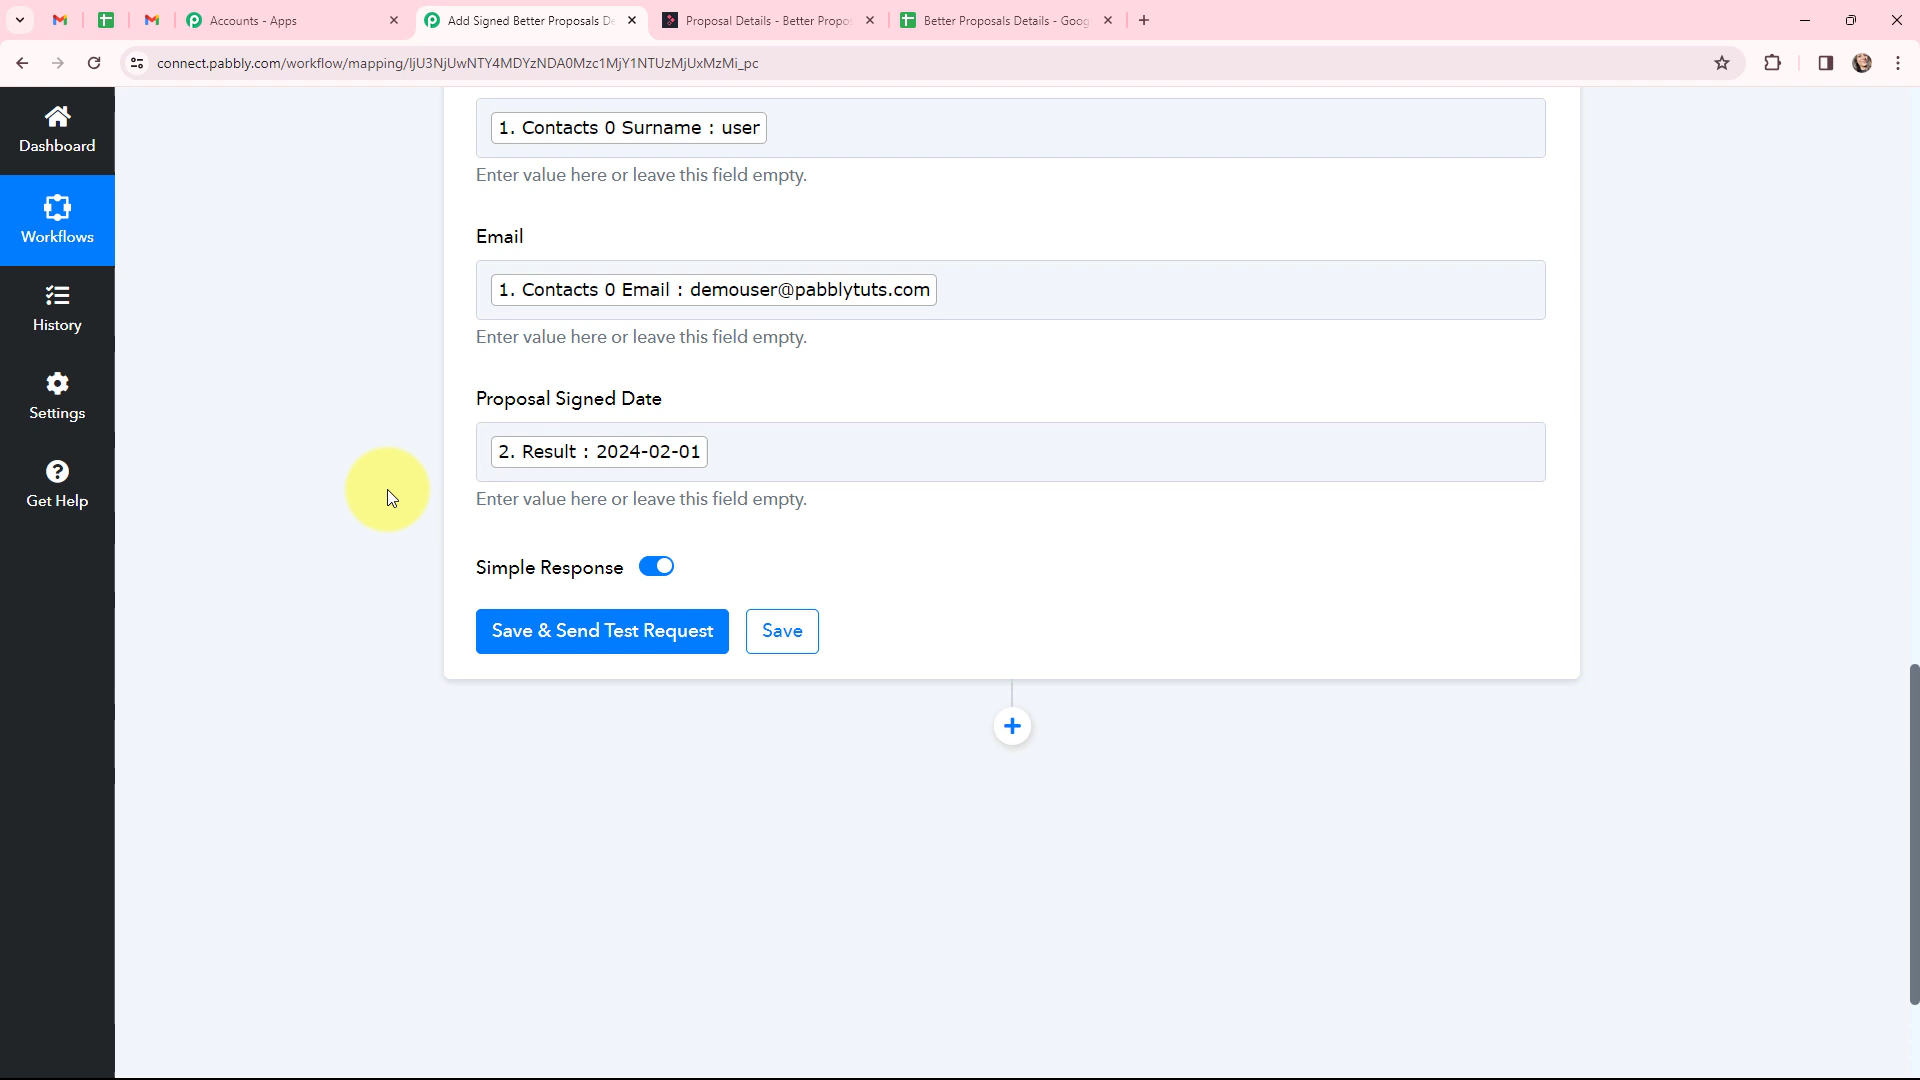 Accounts - Apps
Add Signed Better Proposals De
Proposal Details - Better Propos
Better Proposals Details - Goog
connect.pabbly.com/workflow/mapping/IjU3NjUwNTY4MDYzNDA0Mzc1MjY1NTUzMjUxMzMi_pc
Dashboard
Workflows
History
Settings
Get Help
1. Contacts 0 Surname : user
Enter value here or leave this field empty.
Email
1. Contacts 0 Email : demouser@pabblytuts.com
Enter value here or leave this field empty.
Proposal Signed Date
2. Result : 2024-02-01
Enter value here or leave this field empty.
Simple Response
Save & Send Test Request
Save